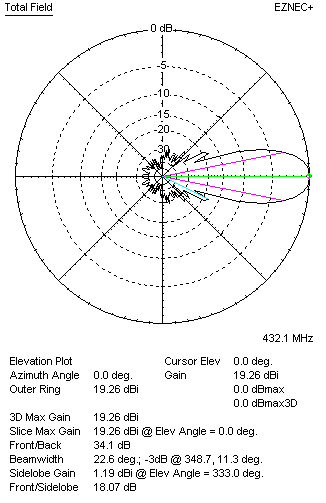 Total Field
EZNEC+
0 dB
-5
-10
-15
-20
-30
432.1 MHz
Elevation Plot
Cursor Elev 0.0 deg.
Azimuth Angle 0.0 deg.
Gain 19.26 dBi
Outer Ring 19.26 dBi
0.0 dBmax
0.0 dBmax3D
3D Max Gain 19.26 dBi
Slice Max Gain 19.26 dBi @ Elev Angle = 0.0 deg.
Front/Back 34.1 dB
Beamwidth 22.6 deg.; -3dB @ 348.7, 11.3 deg.
Sidelobe Gain 1.19 dBi @ Elev Angle = 333.0 deg.
Front/Sidelobe 18.07 dB